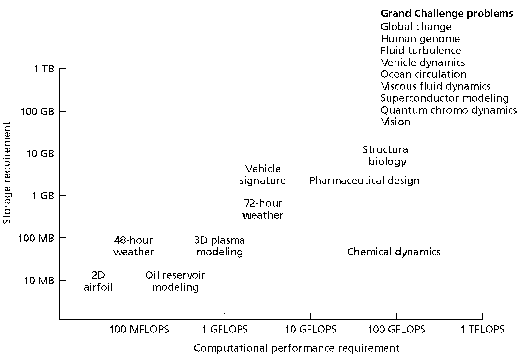 Grand Challenge problems
Global change
Human genome
Fluid turbulence
Vehicle dynamics
Ocean circulation
Viscous fluid dynamics
Superconductor modeling
Quantum chromo dynamics
Vision
1 TB
100 GB
10 GB
1 GB
100 MB
10 MB
Storage requirement
Structural
biology
Vehicle
signature
Pharmaceutical design
72-hour
weather
48-hour
weather
3D plasma
modeling
Chemical dynamics
2D
airfoil
Oil reservoir
modeling
100 MFLOPS
1 GFLOPS
10 GFLOPS
100 GFLOPS
1 TFLOPS
Computational performance requirement